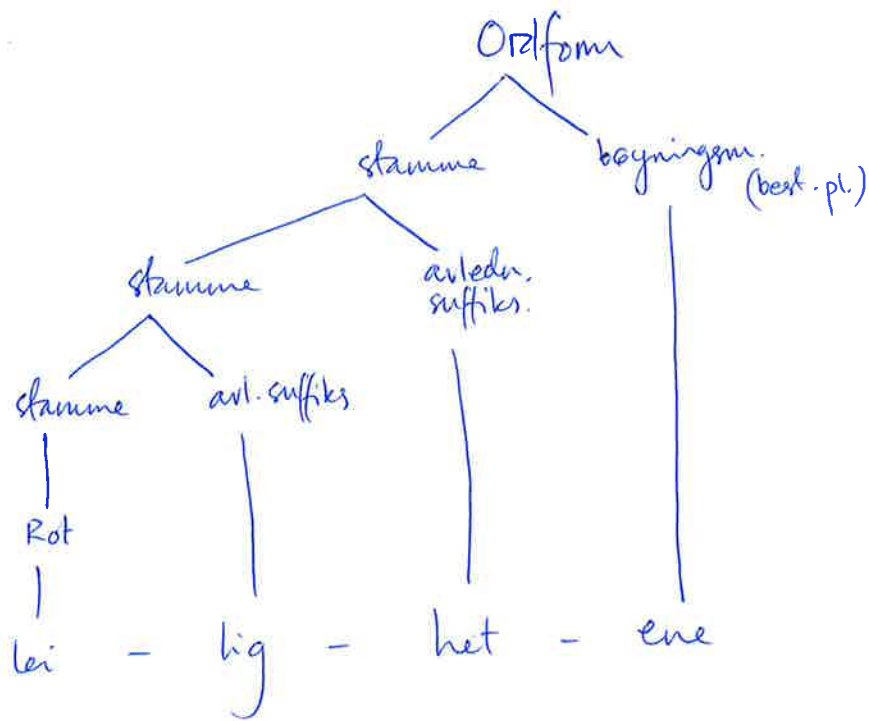 Ordform
stamme bøyningsm.
(best. pl.)
stamme avledn.
suffiks.
stamme avl. suffiks
Rot
lei - lig - het - ene